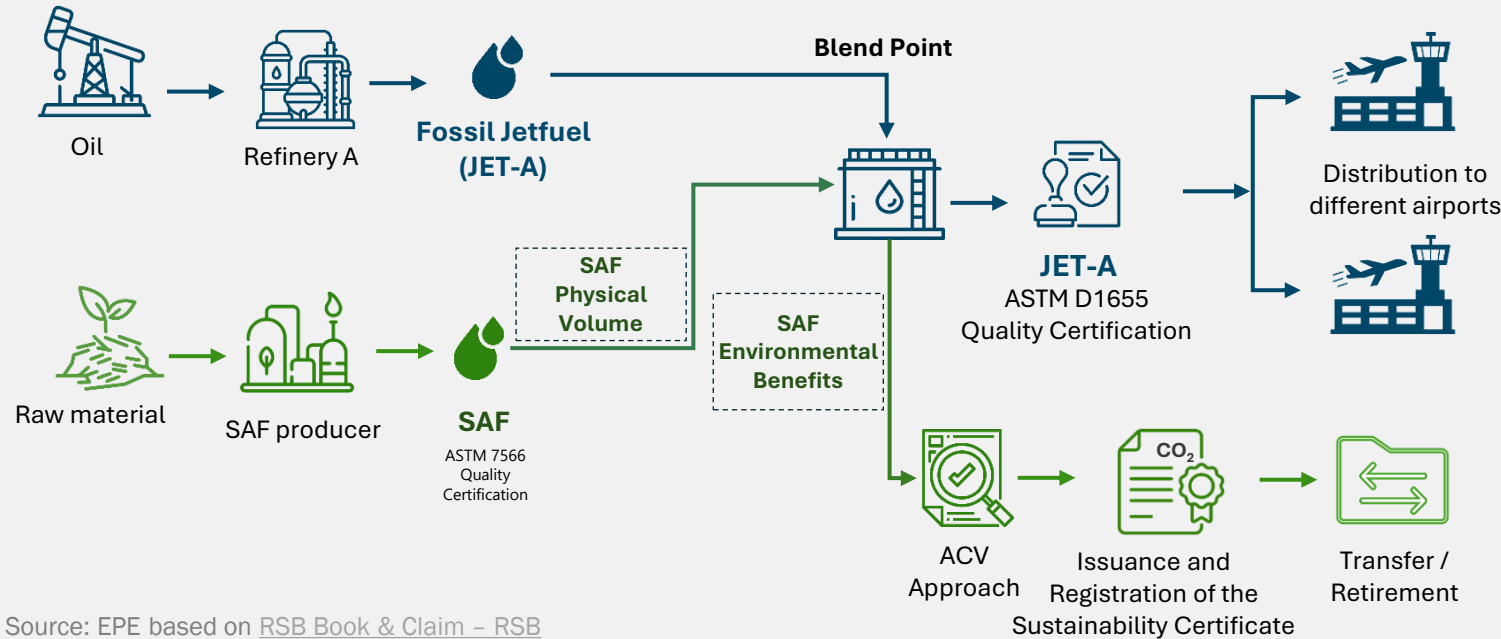 Oil
Refinery A
Fossil Jetfuel
(JET-A)
Blend Point
JET-A
ASTM D1655
Quality Certification
Distribution to
different airports
Raw material
SAF producer
SAF
ASTM 7566
Quality
Certification
SAF
Physical
Volume
SAF
Environmental
Benefits
ACV
Approach
CO₂
Issuance and
Registration of the
Sustainability Certificate
Transfer /
Retirement
Source: EPE based on RSB Book & Claim – RSB